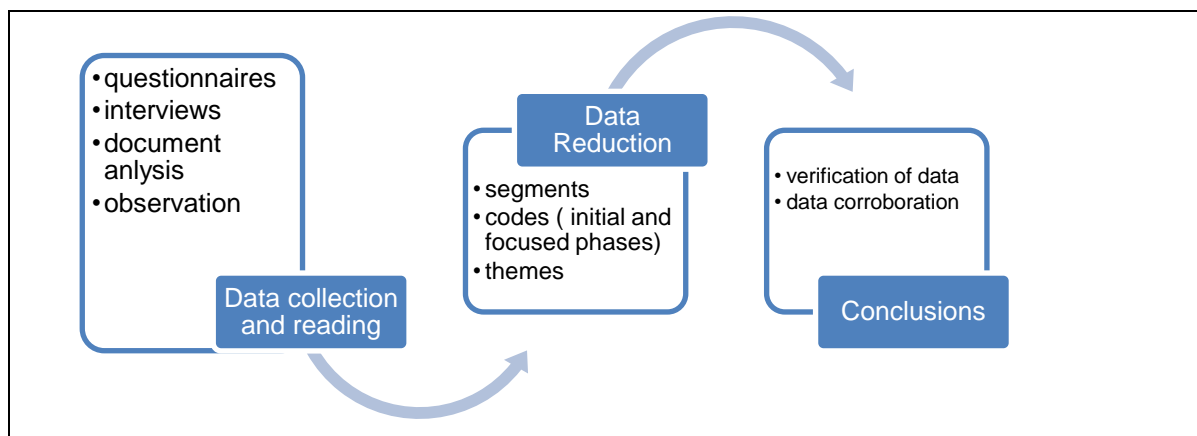 •questionnaires
•interviews
•document
anlysis
•observation
Data collection
and reading
Data
Reduction
•segments
•codes ( initial and
focused phases)
•themes
• verification of data
• data corroboration
Conclusions